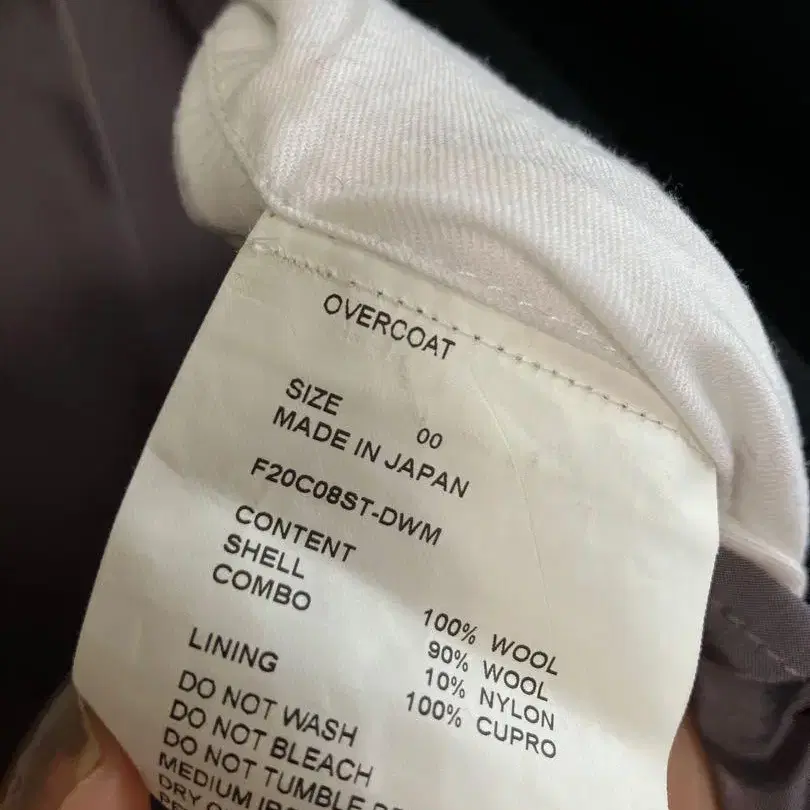 OVERCOAT
SIZE 00
MADE IN JAPAN
F20C08ST-DWM
CONTENT
SHELL 100% WOOL
COMBO 90% WOOL
10% NYLON
LINING 100% CUPRO
DO NOT WASH
DO NOT BLEACH
DO NOT TUMBLE
MEDIUM
DRY